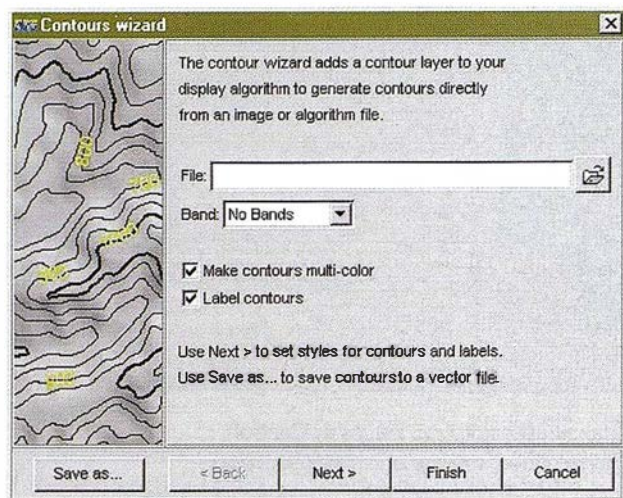 Contours wizard
The contour wizard adds a contour layer to your
display algorithm to generate contours directly
from an image or algorithm file.
File:
Band: No Bands
Make contours multi-color
Label contours
Use Next > to set styles for contours and labels.
Use Save as... to save contours to a vector file.
Save as...
< Back
Next >
Finish
Cancel